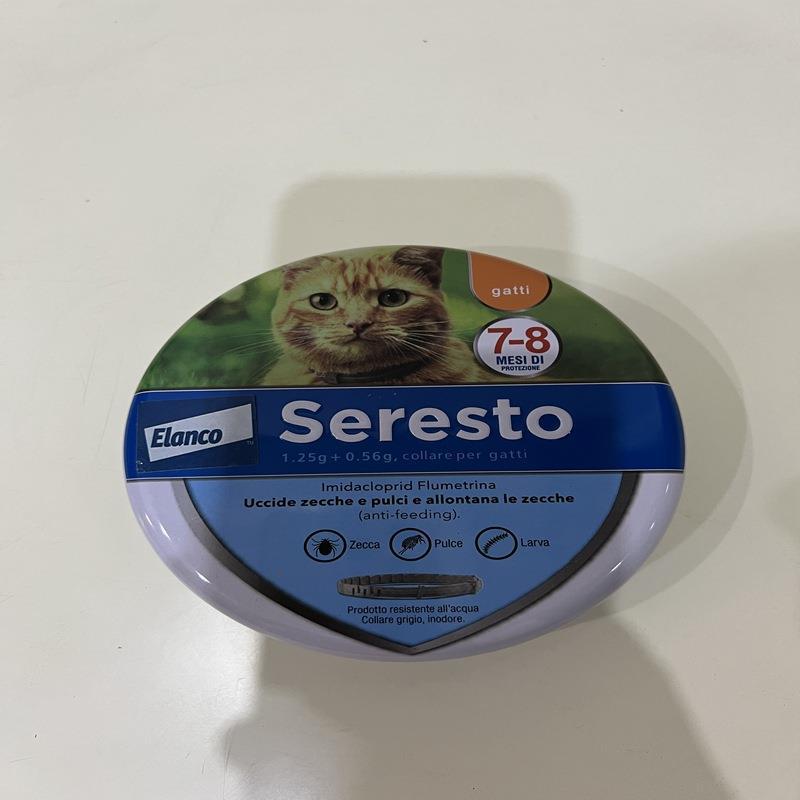 gatti
7-8
MESI DI
PROTEZIONE
Elanco
TM
Seresto
1.25g + 0.56g, collare per gatti
Imidacloprid Flumetrina
Uccide zecche e pulci e allontana le zecche
(anti-feeding).
Zecca
Pulce
Larva
Prodotto resistente all'acqua
Collare grigio, inodore.